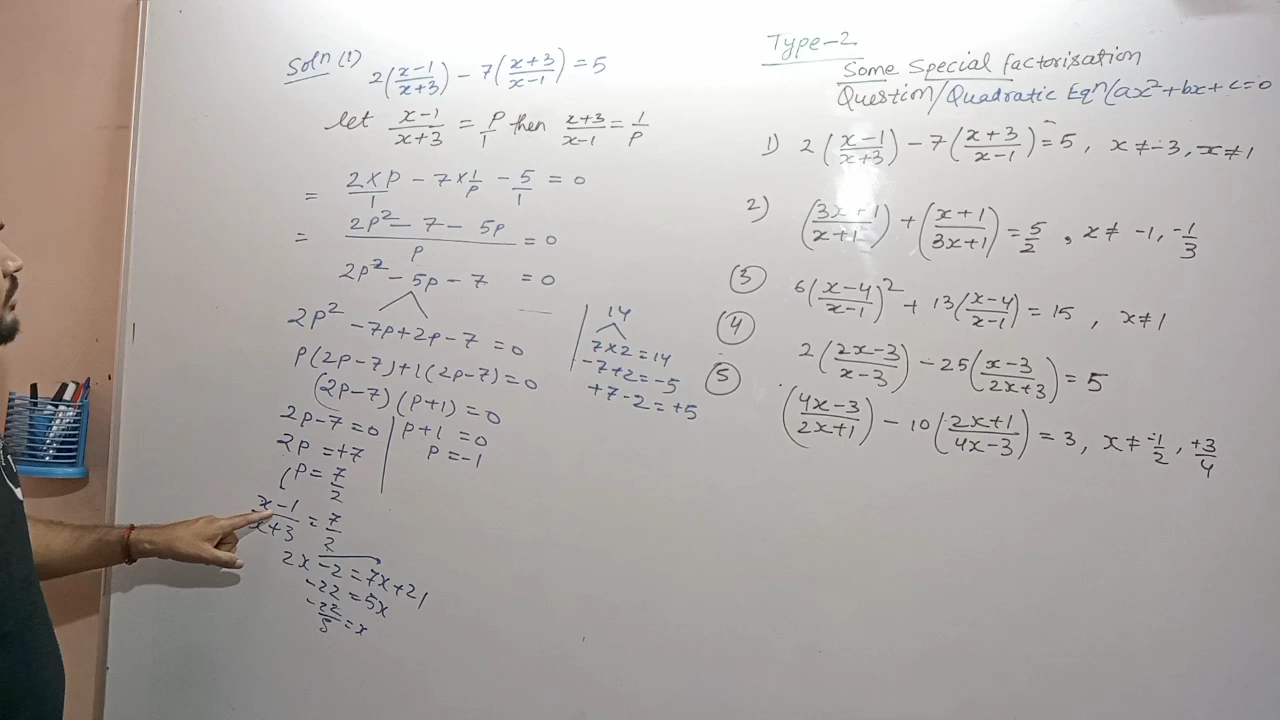 Soln (1) 2(x-1/x+3) - 7(x+3/x-1) = 5
let x-1/x+3 = P/1 then x+3/x-1 = 1/P
= 2×P/1 - 7×1/P - 5/1 = 0
= 2P² - 7 - 5P/P = 0
2P² - 5P - 7 = 0
2P² - 7P + 2P - 7 = 0
P(2P-7)+1(2P-7) = 0
(2P-7)(P+1) = 0
2P-7 = 0
2P = +7
(P = 7/2
P+1 = 0
P = -1
x-1/x+3 = 7/2
2x - 2 = 7x + 21
-22 = 5x
-22/5 = x
14
7×2 = 14
-7+2 = -5
+7-2 = +5
Type-2
Some Special factorisation
Question/Quadratic Eqn(ax²+bx+c=0
1) 2(x-1/x+3) - 7(x+3/x-1) = 5, x≠-3, x≠1
2) (3x+1/x+1) + (x+1/3x+1) = 5/2, x≠ -1, -1/3
(3) 6(x-4/x-1)² + 13(x-4/x-1) = 15, x≠1
(4) 2(2x-3/x-3) - 25(x-3/2x+3) = 5
(5) (4x-3/2x+1) - 10(2x+1/4x-3) = 3, x≠ -1/2, +3/4